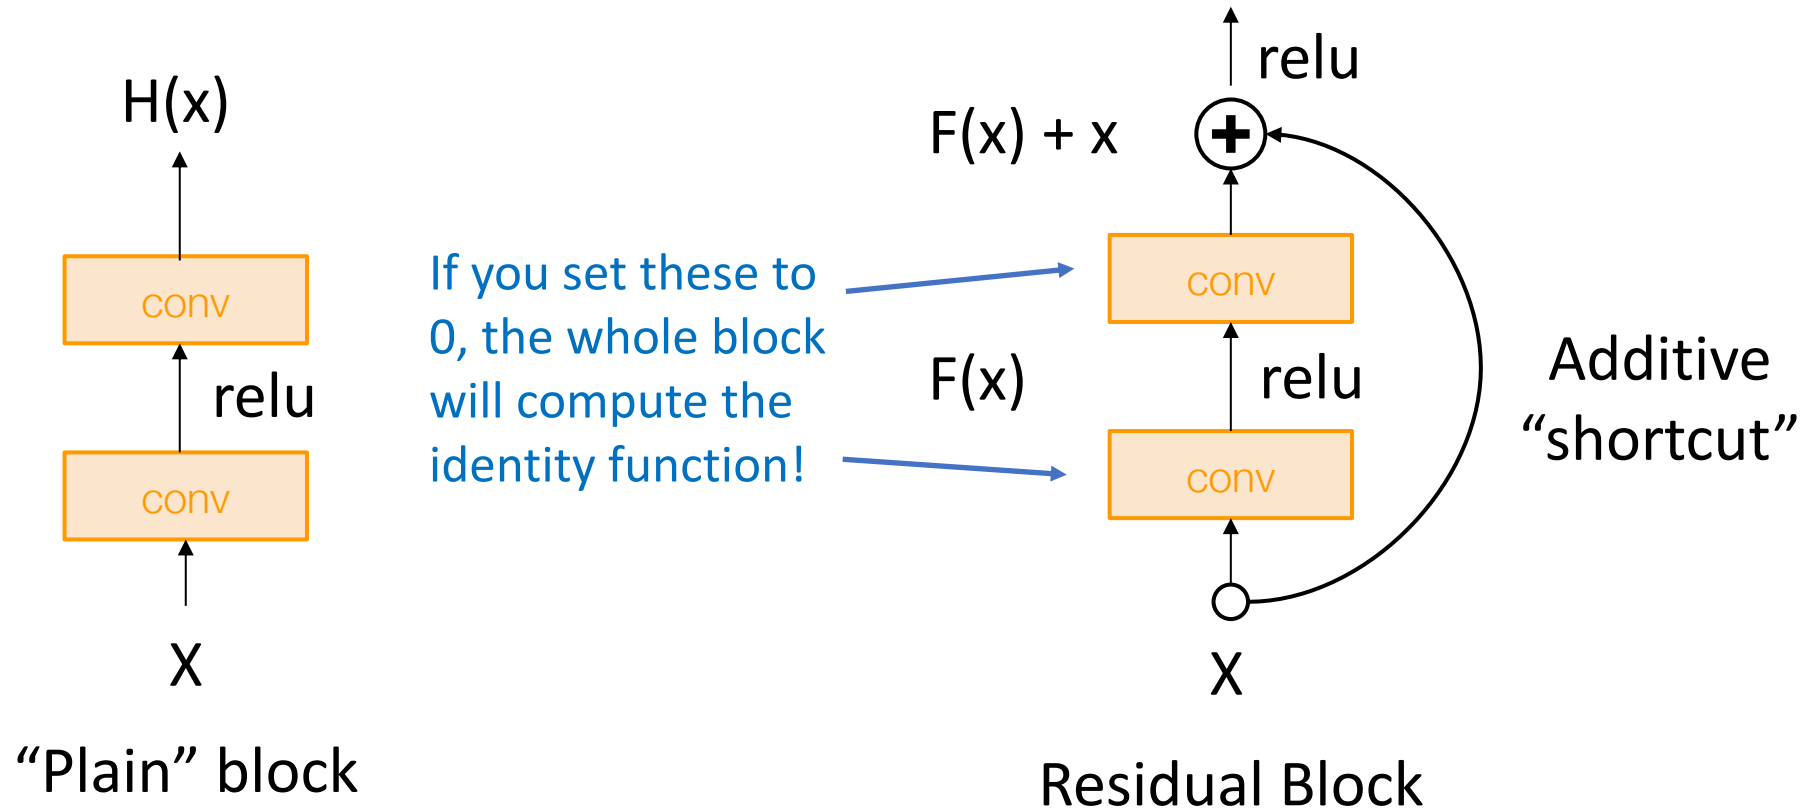 H(x)
conv
relu
conv
X
“Plain” block
If you set these to
0, the whole block
will compute the
identity function!
relu
F(x) + x
+
conv
F(x)
relu
conv
X
Residual Block
Additive
“shortcut”